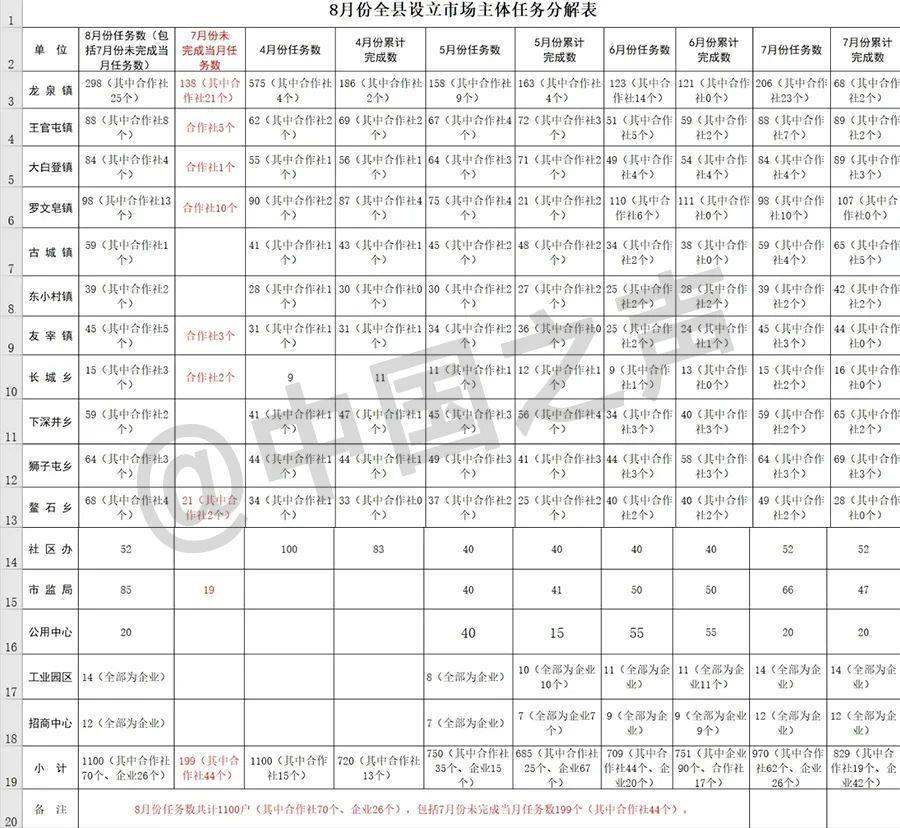 8月份全县设立市场主体任务分解表
单 位 8月份任务数（包括7月份未完成当月任务数） 7月份未完成当月任务数 4月份任务数 4月份累计完成数 5月份任务数 5月份累计完成数 6月份任务数 6月份累计完成数 7月份任务数 7月份累计完成数
龙 泉 镇 298（其中合作社25个） 138（其中合作社21个） 575（其中合作社4个） 186（其中合作社2个） 158（其中合作社9个） 163（其中合作社4个） 123（其中合作社14个） 121（其中合作社0个） 206（其中合作社23个） 68（其中合作社2个）
王官屯镇 88（其中合作社8个） 合作社5个 62（其中合作社2个） 69（其中合作社2个） 67（其中合作社4个） 72（其中合作社3个） 51（其中合作社5个） 59（其中合作社2个） 88（其中合作社7个） 89（其中合作社2个）
大白登镇 84（其中合作社4个） 合作社1个 55（其中合作社1个） 56（其中合作社1个） 64（其中合作社3个） 71（其中合作社2个） 49（其中合作社4个） 54（其中合作社4个） 84（其中合作社4个） 89（其中合作社3个）
罗文皂镇 98（其中合作社13个） 合作社10个 90（其中合作社2个） 87（其中合作社4个） 75（其中合作社4个） 21（其中合作社2个） 110（其中合作社6个） 111（其中合作社0个） 98（其中合作社10个） 107（其中合作社0个）
古 城 镇 59（其中合作社1个） 41（其中合作社1个） 43（其中合作社1个） 45（其中合作社2个） 48（其中合作社2个） 34（其中合作社2个） 38（其中合作社0个） 59（其中合作社4个） 65（其中合作社5个）
东小村镇 39（其中合作社2个） 28（其中合作社1个） 30（其中合作社0个） 30（其中合作社2个） 27（其中合作社2个） 25（其中合作社2个） 28（其中合作社2个） 39（其中合作社2个） 42（其中合作社2个）
友 宰 镇 45（其中合作社5个） 合作社3个 31（其中合作社1个） 31（其中合作社1个） 34（其中合作社2个） 36（其中合作社0个） 25（其中合作社2个） 24（其中合作社1个） 45（其中合作社3个） 44（其中合作社0个）
长 城 乡 15（其中合作社3个） 合作社2个 9 11 11（其中合作社1个） 12（其中合作社1个） 9（其中合作社1个） 13（其中合作社0个） 15（其中合作社2个） 16（其中合作社0个）
下深井乡 59（其中合作社2个） 41（其中合作社1个） 47（其中合作社1个） 45（其中合作社3个） 56（其中合作社4个） 34（其中合作社3个） 40（其中合作社3个） 59（其中合作社2个） 65（其中合作社2个）
狮子屯乡 64（其中合作社3个） 44（其中合作社1个） 44（其中合作社1个） 49（其中合作社3个） 41（其中合作社3个） 44（其中合作社3个） 58（其中合作社3个） 64（其中合作社3个） 69（其中合作社3个）
鳌 石 乡 68（其中合作社4个） 21（其中合作社2个） 34（其中合作社1个） 33（其中合作社0个） 37（其中合作社2个） 25（其中合作社2个） 40（其中合作社2个） 40（其中合作社2个） 49（其中合作社2个） 28（其中合作社0个）
社 区 办 52 100 83 40 40 40 40 52 52
市 监 局 85 19 40 41 50 50 66 47
公用中心 20 40 15 55 55 20 20
工业园区 14（全部为企业） 8（全部为企业） 10（全部为企业10个） 11（全部为企业） 11（全部为企业11个） 14（全部为企业） 14（全部为企业）
招商中心 12（全部为企业） 7（全部为企业） 7（全部为企业7个） 9（全部为企业） 9（全部为企业9个） 12（全部为企业） 12（全部为企业）
小 计 1100（其中合作社70个、企业26个） 199（其中合作社44个） 1100（其中合作社15个） 720（其中合作社13个） 750（其中合作社35个、企业15个） 685（其中合作社25个、企业67个） 709（其中合作社44个、企业20个） 751（其中企业90个、合作社17个） 970（其中合作社62个、企业26个） 829（其中合作社19个、企业42个）
备 注 8月份任务数共计1100户（其中合作社70个、企业26个），包括7月份未完成当月任务数199个（其中合作社44个）。
@中国之声
1
2
3
4
5
6
7
8
9
10
11
12
13
14
15
16
17
18
19
20